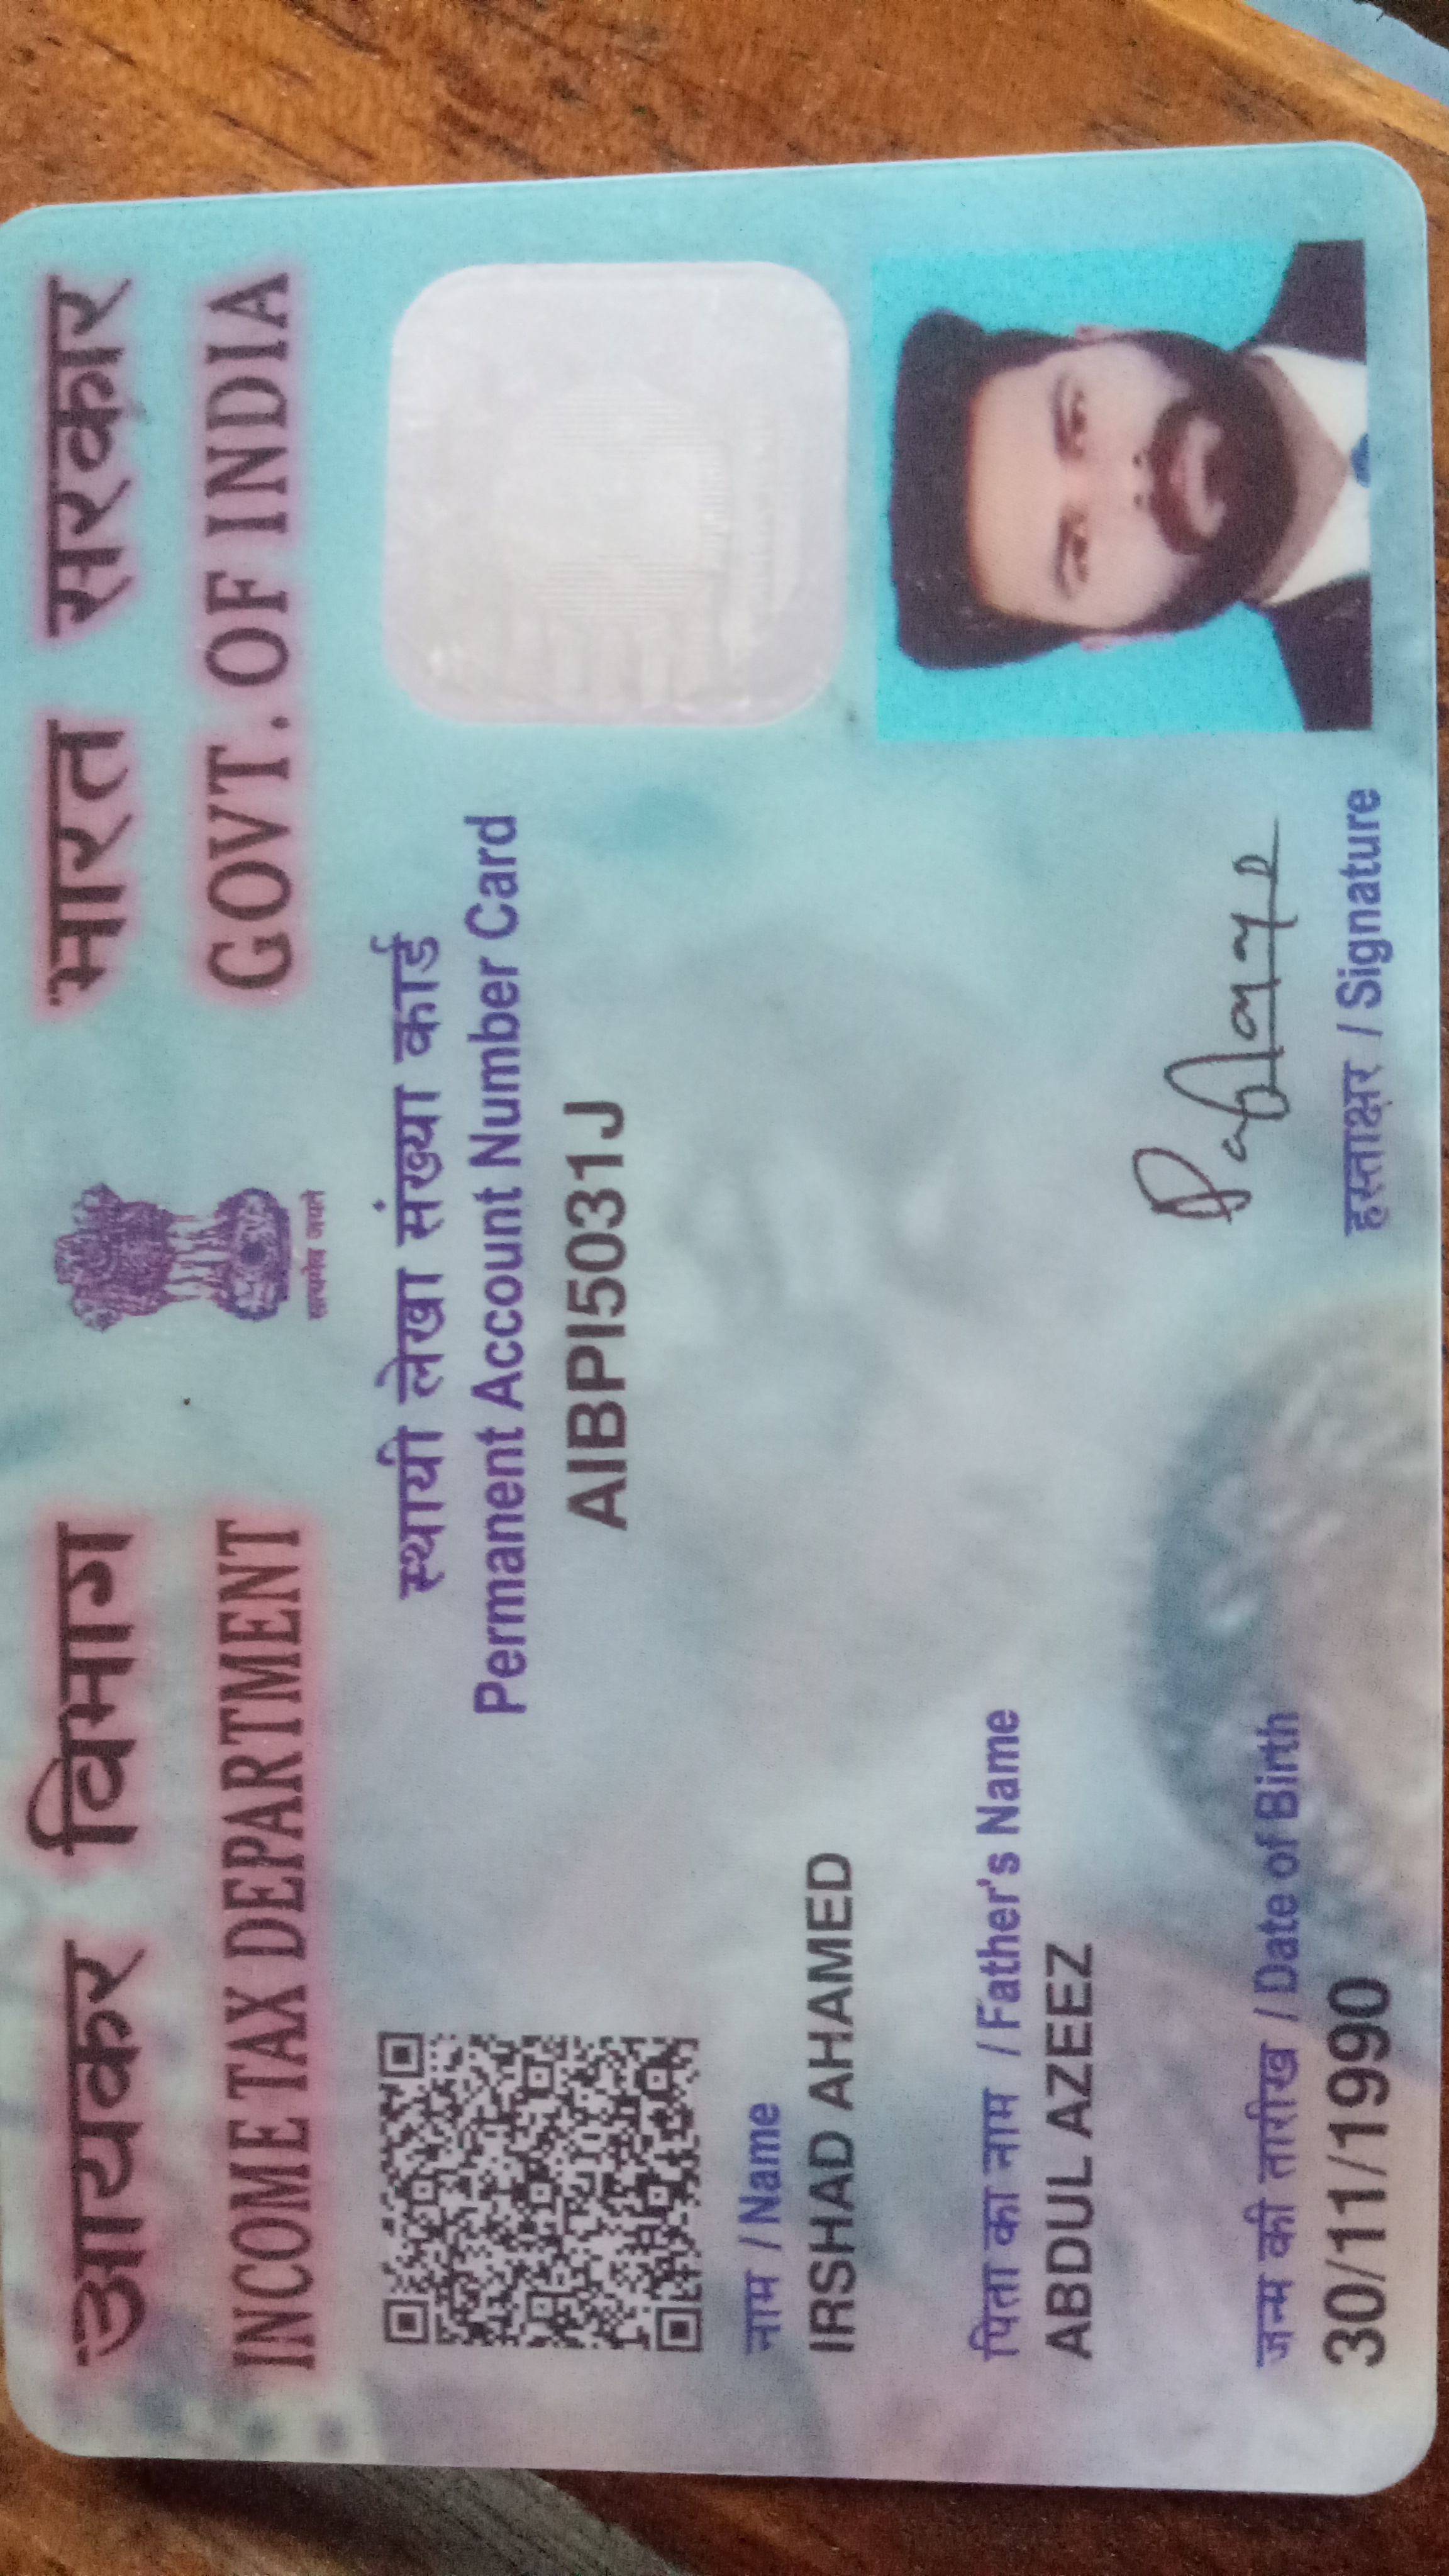 आयकर विभाग
INCOME TAX DEPARTMENT
सत्यमेव जयते
भारत सरकार
GOVT. OF INDIA
स्थायी लेखा संख्या कार्ड
Permanent Account Number Card
AIBPI5031J
नाम / Name
IRSHAD AHAMED
पिता का नाम / Father's Name
ABDUL AZEEZ
जन्म की तारीख / Date of Birth
30/11/1990
हस्ताक्षर / Signature